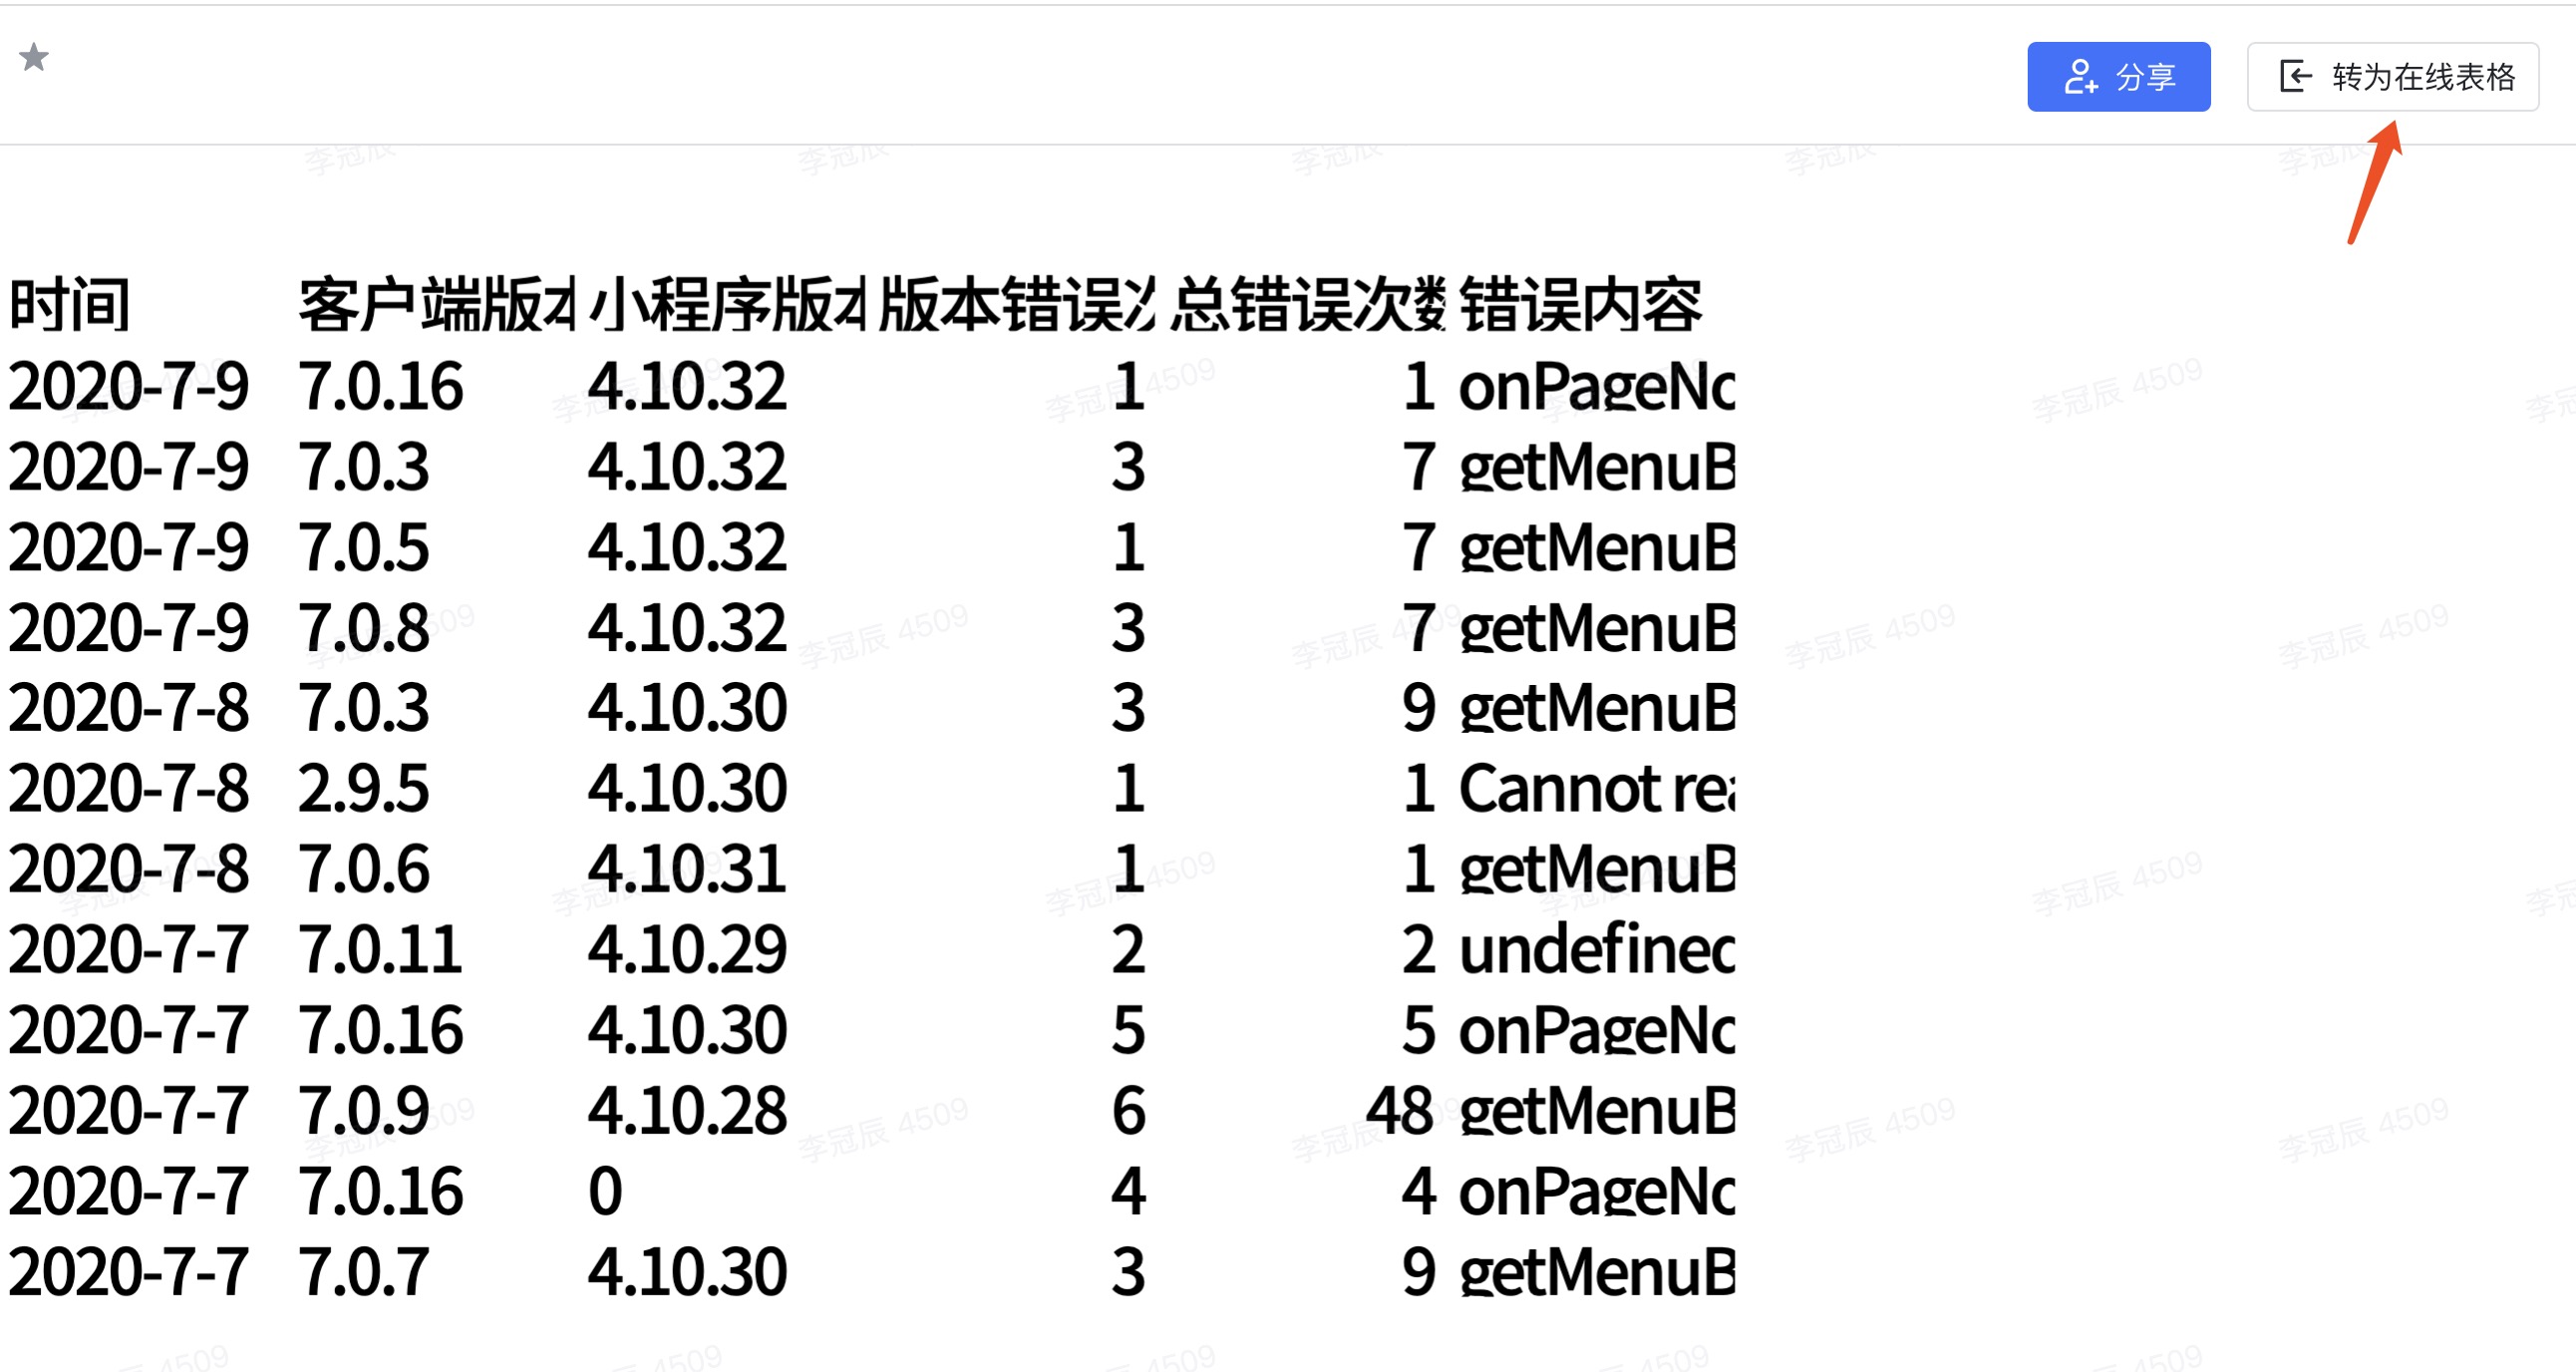 分享 转为在线表格
时间 客户端版本 小程序版本 版本错误次 总错误次数 错误内容
2020-7-9 7.0.16 4.10.32 1 1 onPageNo
2020-7-9 7.0.3 4.10.32 3 7 getMenuB
2020-7-9 7.0.5 4.10.32 1 7 getMenuB
2020-7-9 7.0.8 4.10.32 3 7 getMenuB
2020-7-8 7.0.3 4.10.30 3 9 getMenuB
2020-7-8 2.9.5 4.10.30 1 1 Cannot rea
2020-7-8 7.0.6 4.10.31 1 1 getMenuB
2020-7-7 7.0.11 4.10.29 2 2 undefined
2020-7-7 7.0.16 4.10.30 5 5 onPageNo
2020-7-7 7.0.9 4.10.28 6 48 getMenuB
2020-7-7 7.0.16 0 4 4 onPageNo
2020-7-7 7.0.7 4.10.30 3 9 getMenuB
李冠辰 4509